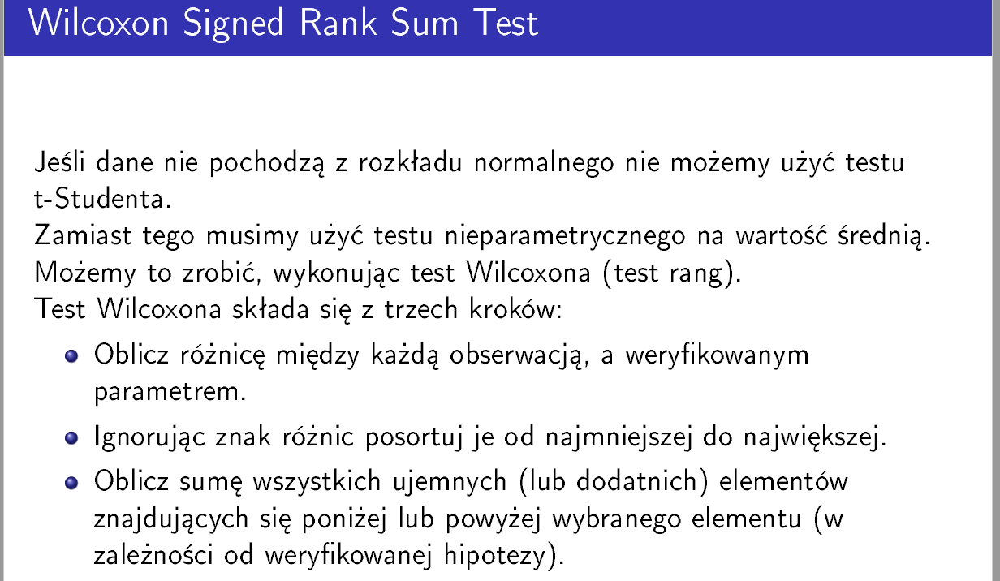 Wilcoxon Signed Rank Sum Test
Jeśli dane nie pochodzą z rozkładu normalnego nie możemy użyć testu
t-Studenta.
Zamiast tego musimy użyć testu nieparametrycznego na wartość średnią.
Możemy to zrobić, wykonując test Wilcoxona (test rang).
Test Wilcoxona składa się z trzech kroków:
Oblicz różnicę między każdą obserwacją, a weryfikowanym
parametrem.
Ignorując znak różnic posortuj je od najmniejszej do największej.
Oblicz sumę wszystkich ujemnych (lub dodatnich) elementów
znajdujących się poniżej lub powyżej wybranego elementu (w
zależności od weryfikowanej hipotezy).